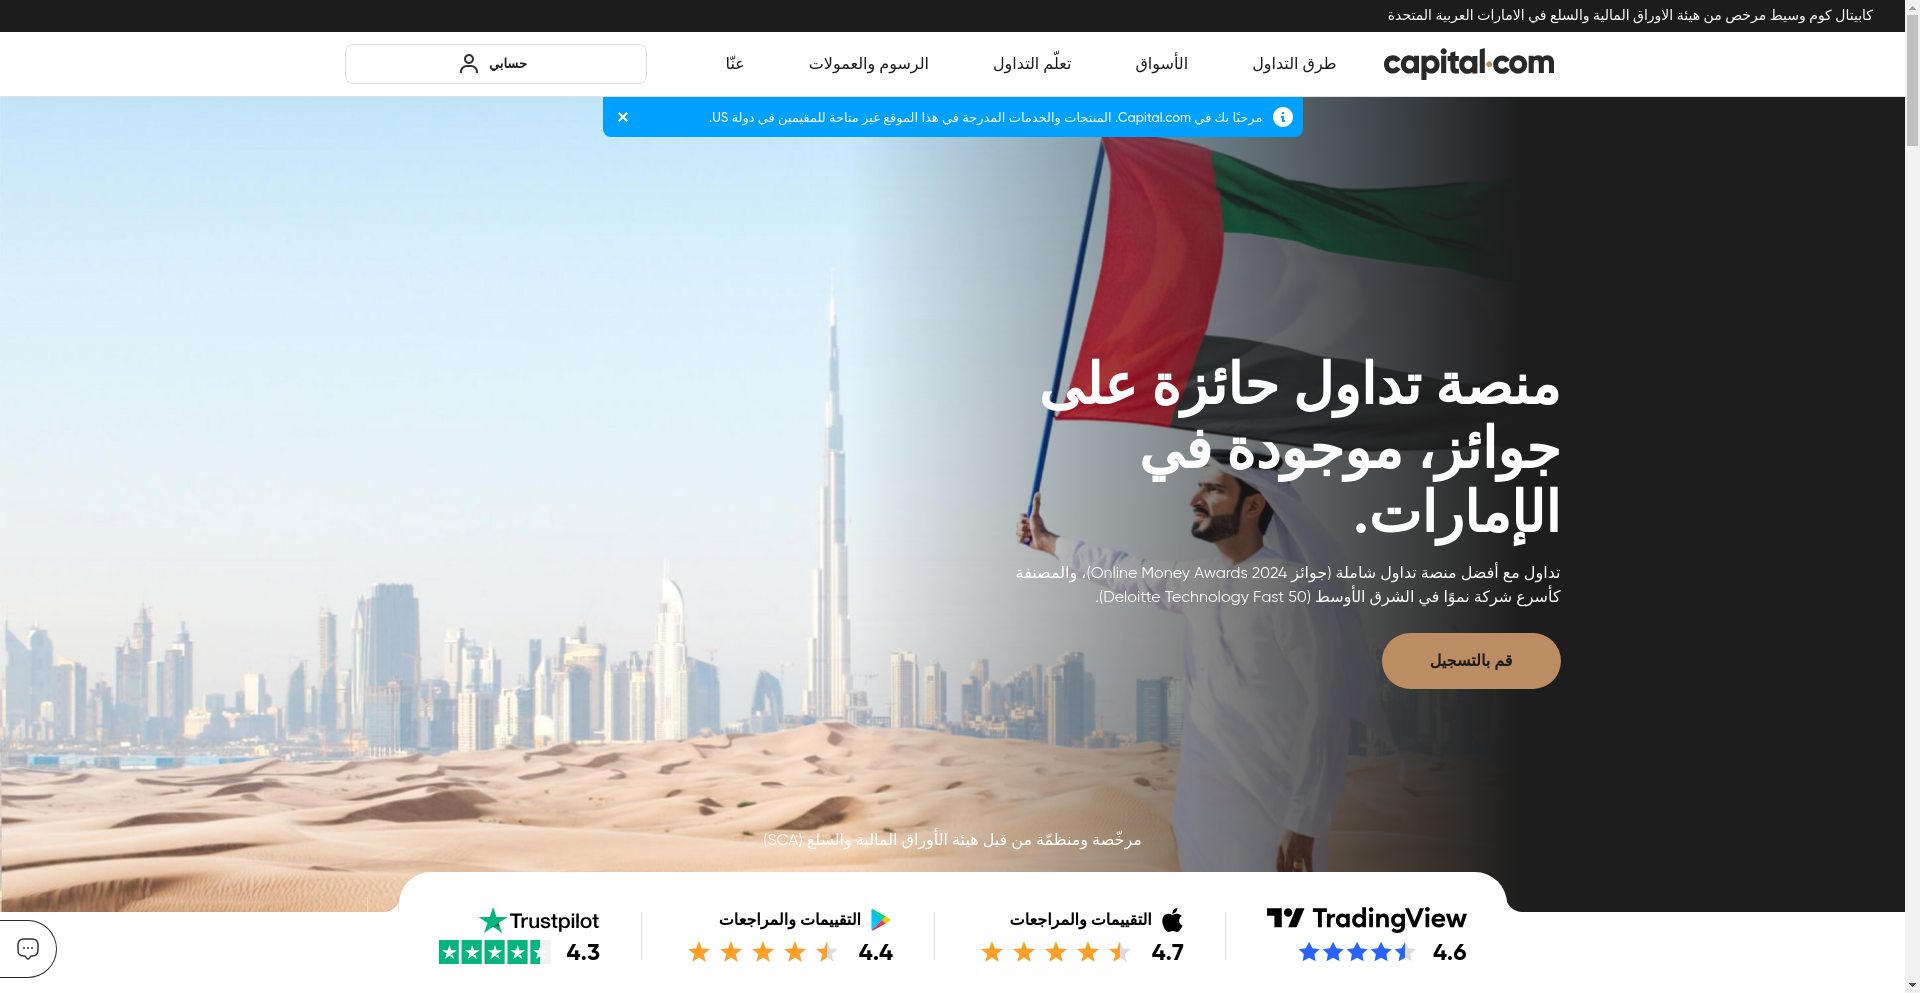 كابيتال كوم وسيط مرخص من هيئة الاوراق المالية والسلع في الامارات العربية المتحدة
capital.com
طرق التداول
الأسواق
تعلّم التداول
الرسوم والعمولات
عنّا
حسابي
مرحبًا بك في Capital.com. المنتجات والخدمات المدرجة في هذا الموقع غير متاحة للمقيمين في دولة US.
منصة تداول حائزة على
جوائز، موجودة في
الإمارات.
تداول مع أفضل منصة تداول شاملة (جوائز Online Money Awards 2024)، والمصنفة
كأسرع شركة نموًا في الشرق الأوسط (Deloitte Technology Fast 50).
قم بالتسجيل
مرخّصة ومنظمّة من قبل هيئة الأوراق المالية والسلع (SCA)
TradingView
4.6
التقييمات والمراجعات
4.7
التقييمات والمراجعات
4.4
Trustpilot
4.3